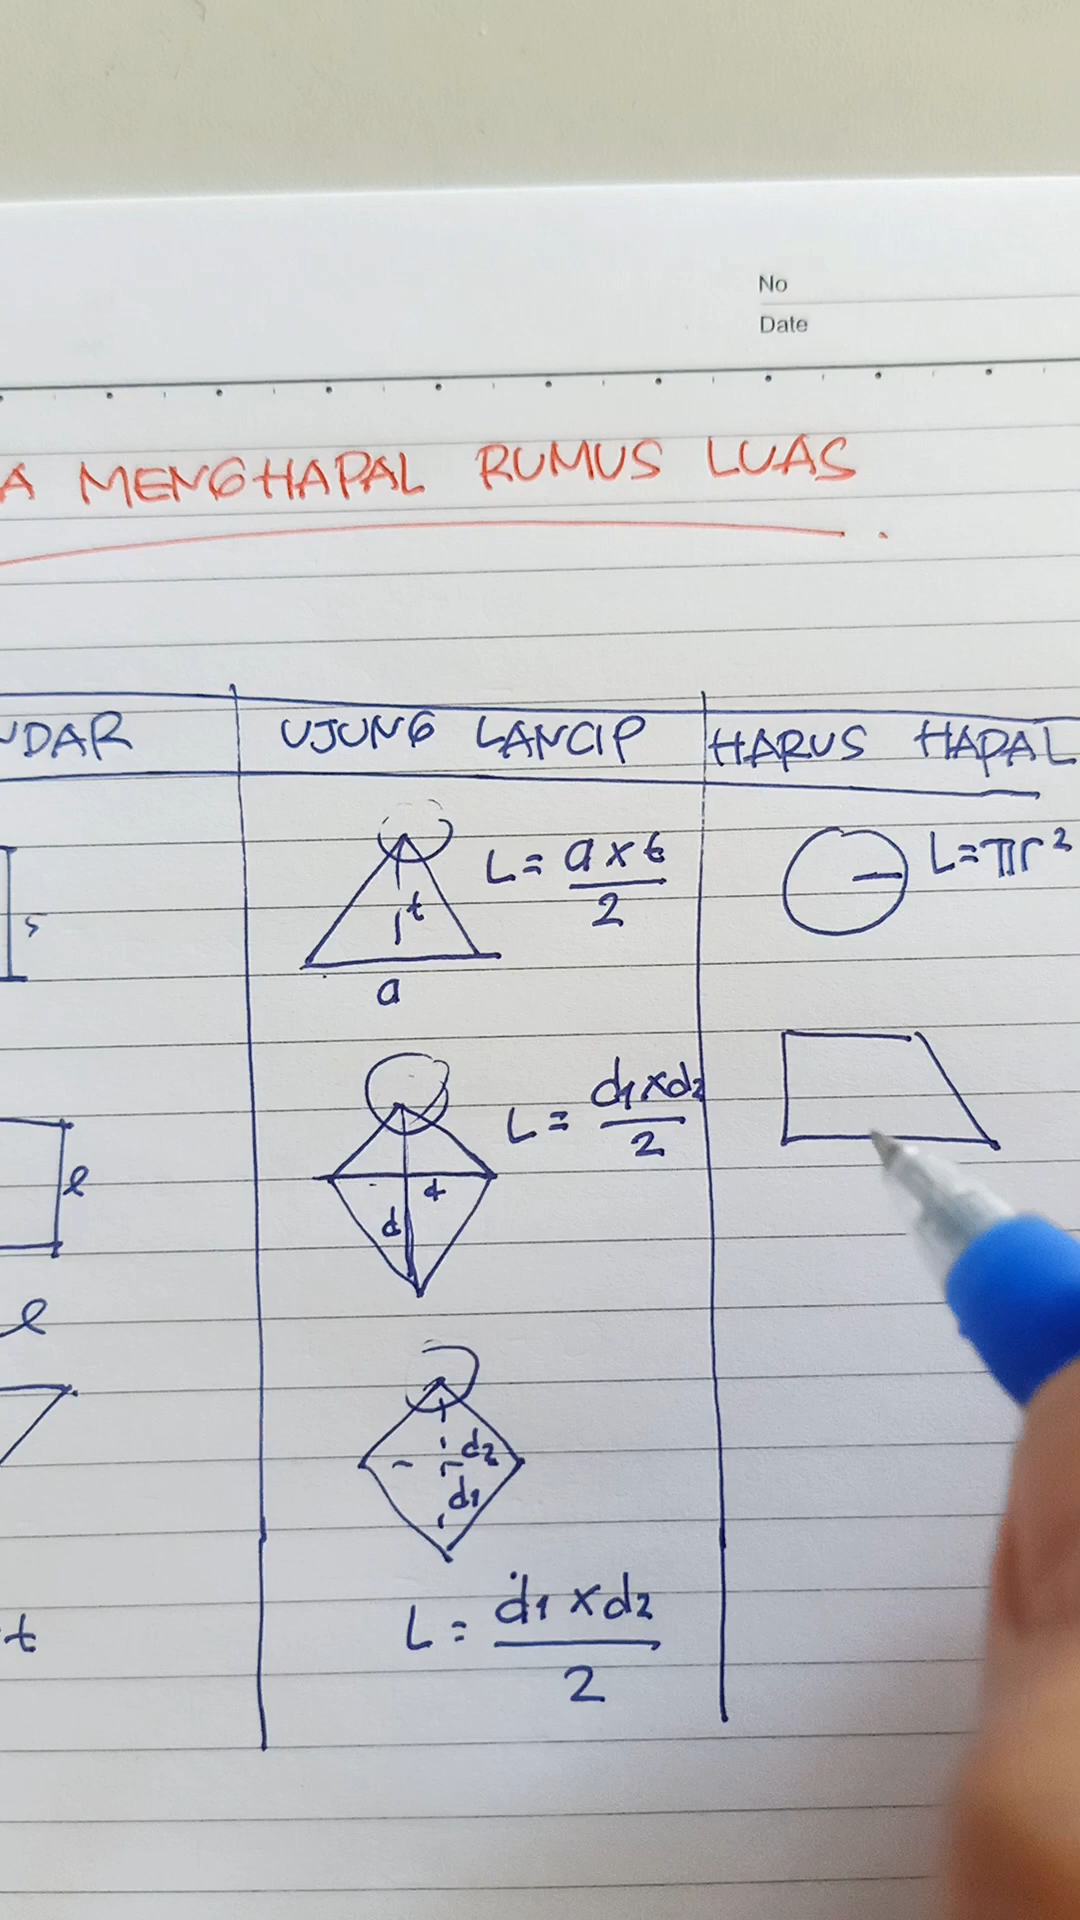 No
Date
A MENGHAPAL RUMUS LUAS
NDAR
UJUNG LANCIP
HARUS HAPAL
s
t
a
L = a x t / 2
L = πr²
l
d
d
L = d1 x d2 / 2
l
d2
d1
t
L = d1 x d2 / 2